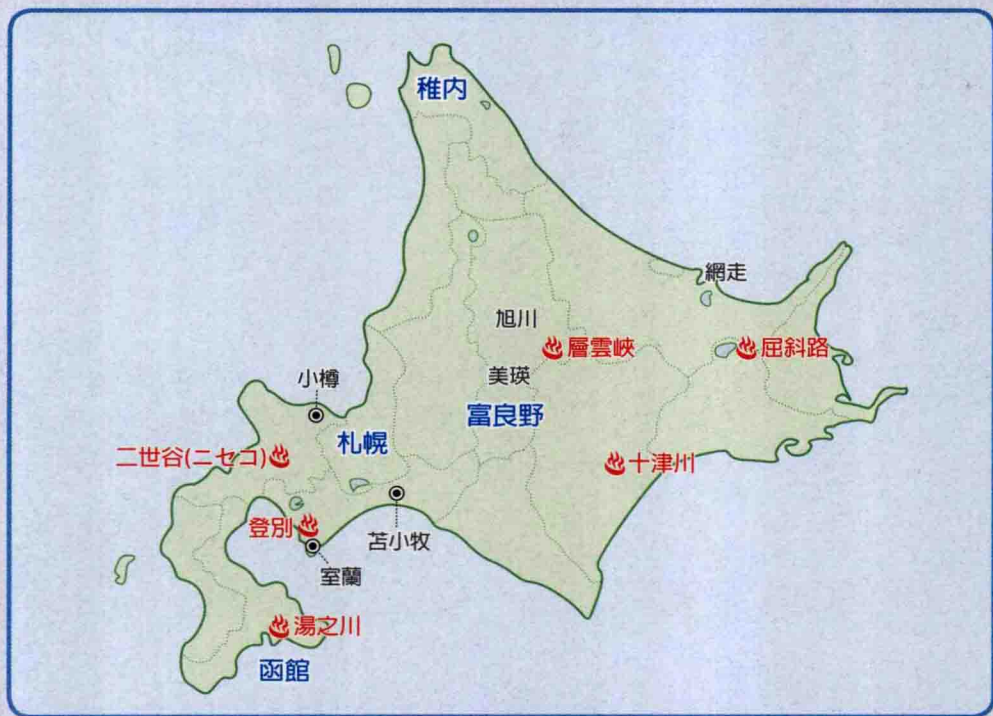 稚内
網走
旭川
層雲峽
屈斜路
美瑛
小樽
富良野
札幌
二世谷(ニセコ)
十津川
登別
苫小牧
室蘭
湯之川
函館